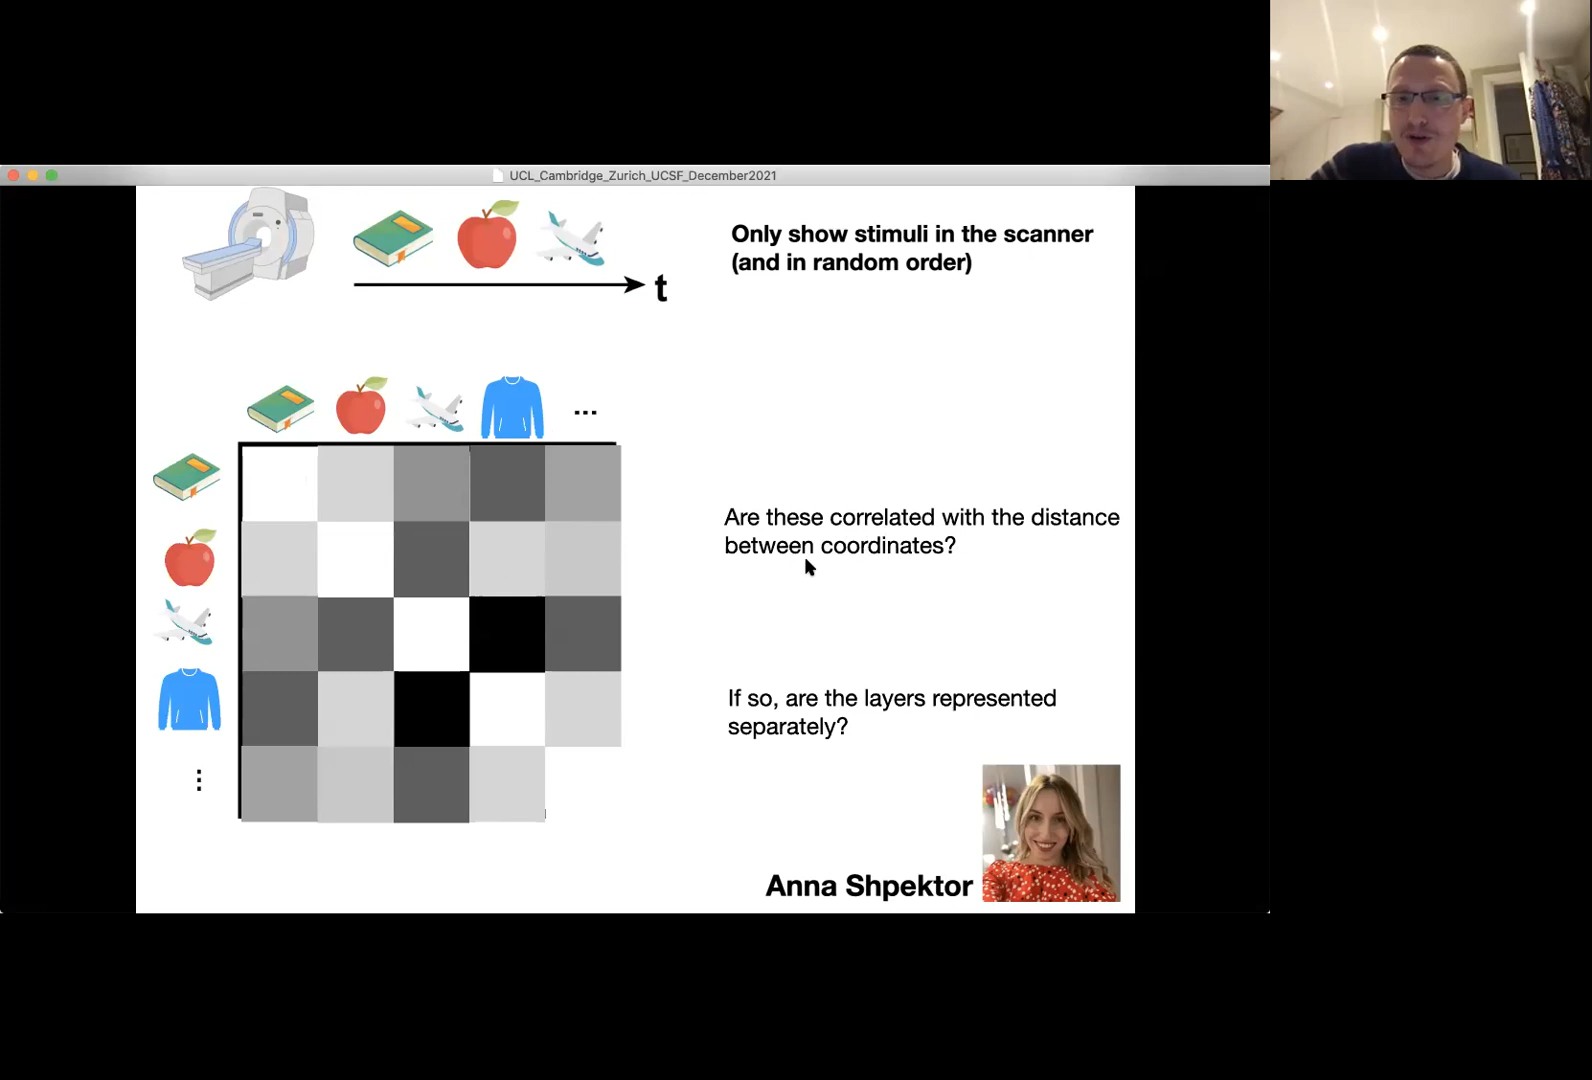 UCL_Cambridge_Zurich_UCSF_December2021
Only show stimuli in the scanner
(and in random order)
t
...
Are these correlated with the distance
between coordinates?
If so, are the layers represented
separately?
Anna Shpektor